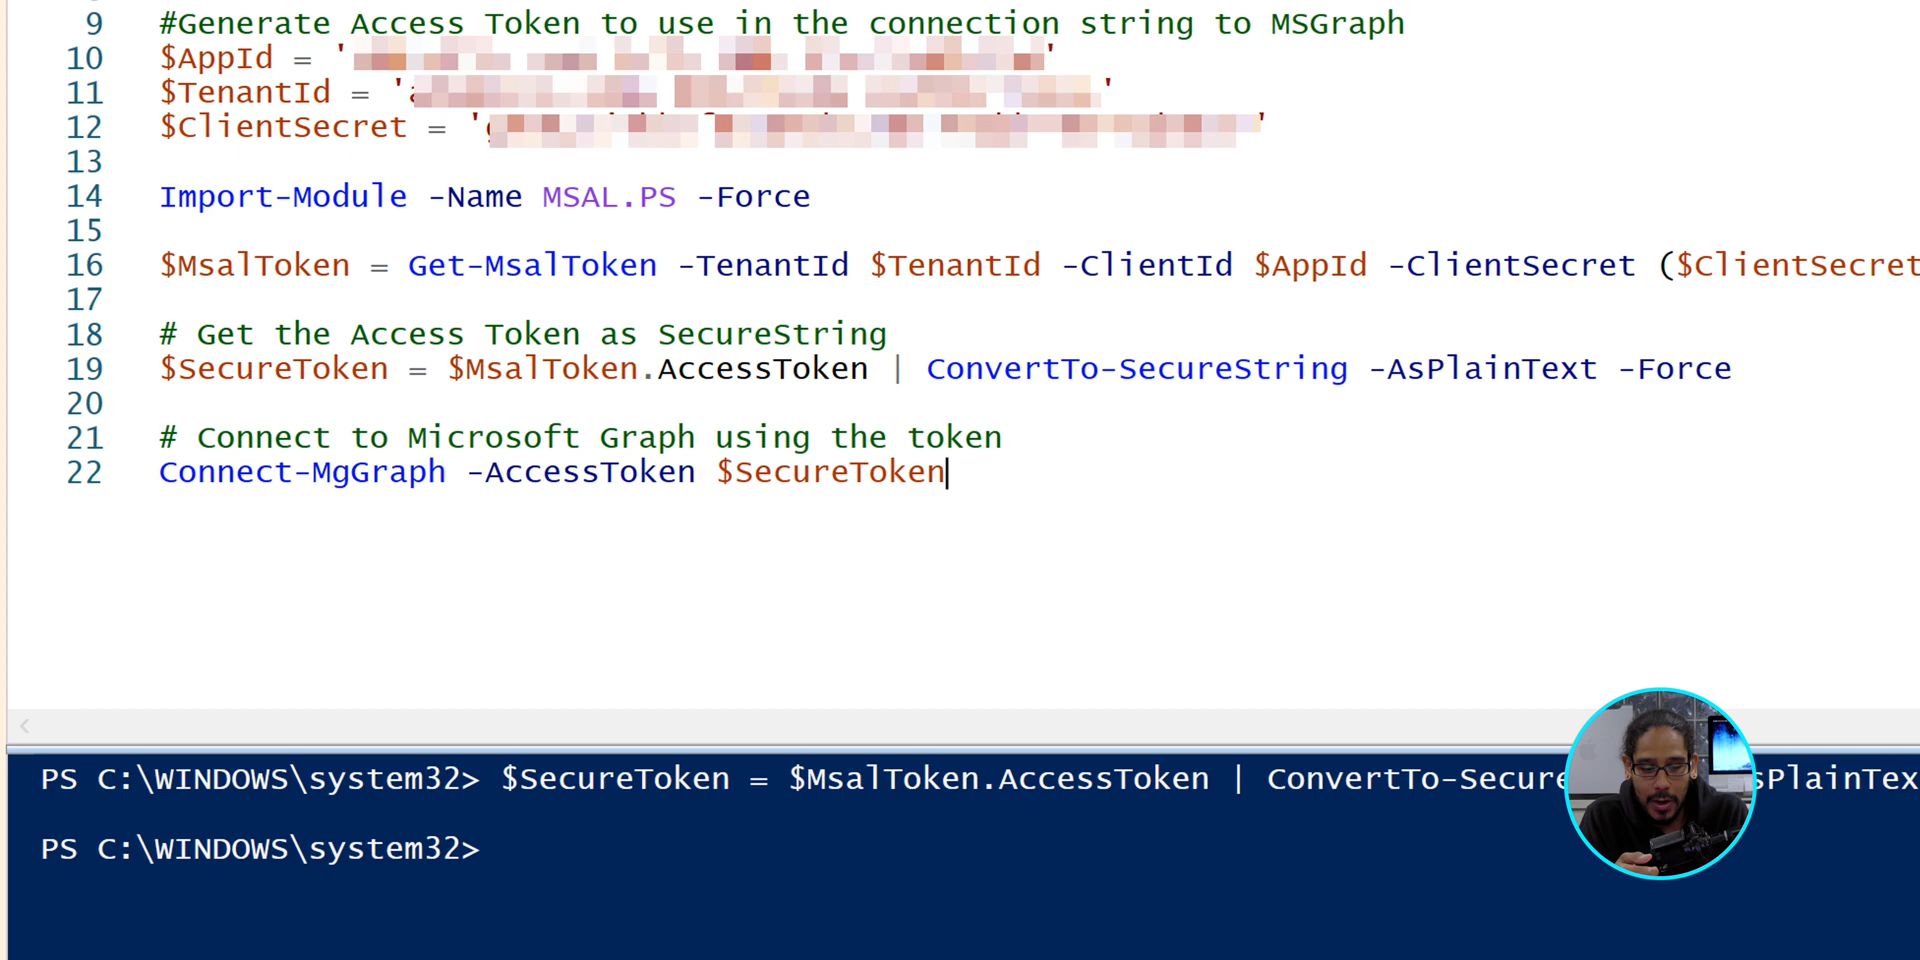 9 #Generate Access Token to use in the connection string to MSGraph
10 $AppId = ' '
11 $TenantId = 'a '
12 $ClientSecret = ' '
13
14 Import-Module -Name MSAL.PS -Force
15
16 $MsalToken = Get-MsalToken -TenantId $TenantId -ClientId $AppId -ClientSecret ($ClientSecret
17
18 # Get the Access Token as SecureString
19 $SecureToken = $MsalToken.AccessToken | ConvertTo-SecureString -AsPlainText -Force
20
21 # Connect to Microsoft Graph using the token
22 Connect-MgGraph -AccessToken $SecureToken
PS C:\WINDOWS\system32> $SecureToken = $MsalToken.AccessToken | ConvertTo-Secure sPlainTex
PS C:\WINDOWS\system32>